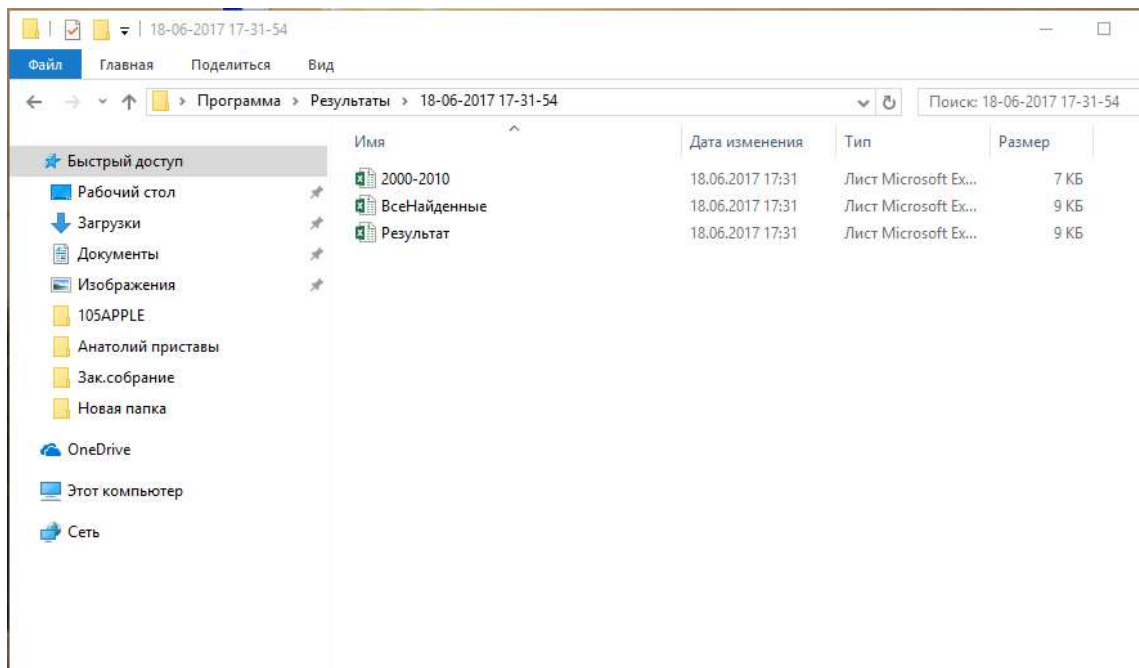 18-06-2017 17-31-54
Файл Главная Поделиться Вид
Программа Результаты 18-06-2017 17-31-54 Поиск: 18-06-2017 17-31-54
Имя Дата изменения Тип Размер
Быстрый доступ
Рабочий стол
Загрузки
Документы
Изображения
105APPLE
Анатолий приставы
Зак.собрание
Новая папка
OneDrive
Этот компьютер
Сеть
2000-2010 18.06.2017 17:31 Лист Microsoft Ex... 7 КБ
ВсеНайденные 18.06.2017 17:31 Лист Microsoft Ex... 9 КБ
Результат 18.06.2017 17:31 Лист Microsoft Ex... 9 КБ